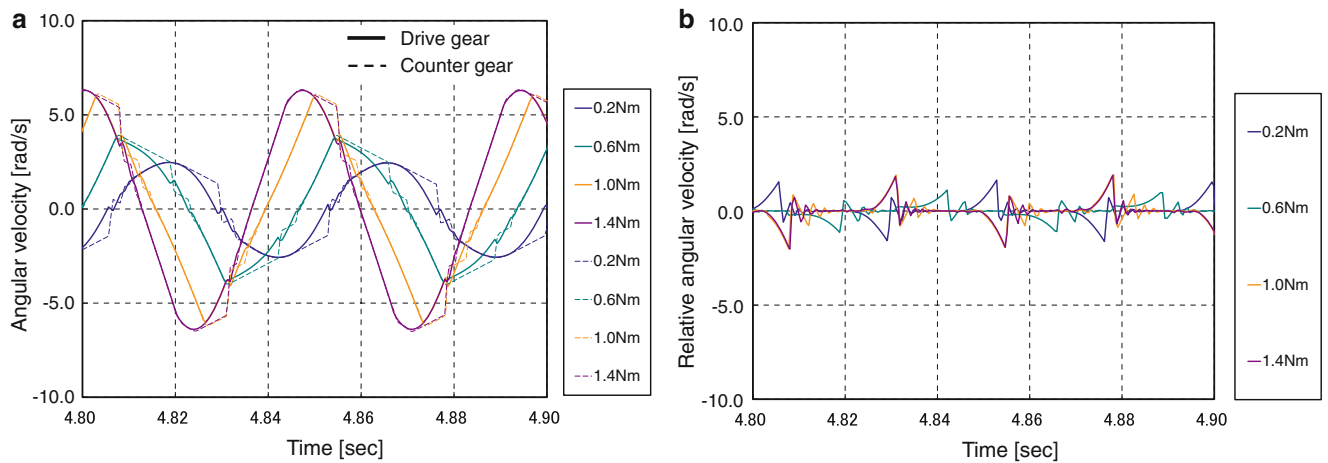 a
10.0
5.0
0.0
-5.0
-10.0
Angular velocity [rad/s]
4.80
4.82
4.84
4.86
4.88
4.90
Time [sec]
Drive gear
Counter gear
0.2Nm
0.6Nm
1.0Nm
1.4Nm
0.2Nm
0.6Nm
1.0Nm
1.4Nm
b
10.0
5.0
0.0
-5.0
-10.0
Relative angular velocity [rad/s]
4.80
4.82
4.84
4.86
4.88
4.90
Time [sec]
0.2Nm
0.6Nm
1.0Nm
1.4Nm